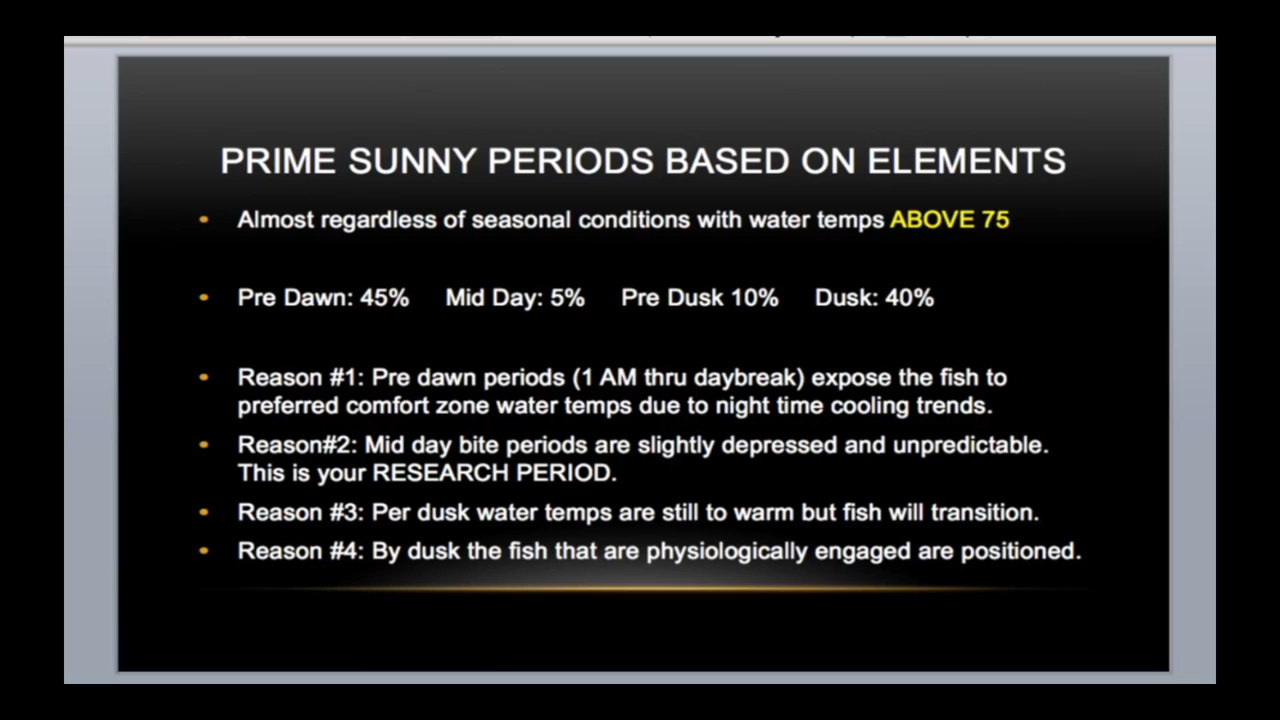 PRIME SUNNY PERIODS BASED ON ELEMENTS
• Almost regardless of seasonal conditions with water temps ABOVE 75
• Pre Dawn: 45% Mid Day: 5% Pre Dusk 10% Dusk: 40%
• Reason #1: Pre dawn periods (1 AM thru daybreak) expose the fish to
preferred comfort zone water temps due to night time cooling trends.
• Reason#2: Mid day bite periods are slightly depressed and unpredictable.
This is your RESEARCH PERIOD.
• Reason #3: Per dusk water temps are still to warm but fish will transition.
• Reason #4: By dusk the fish that are physiologically engaged are positioned.